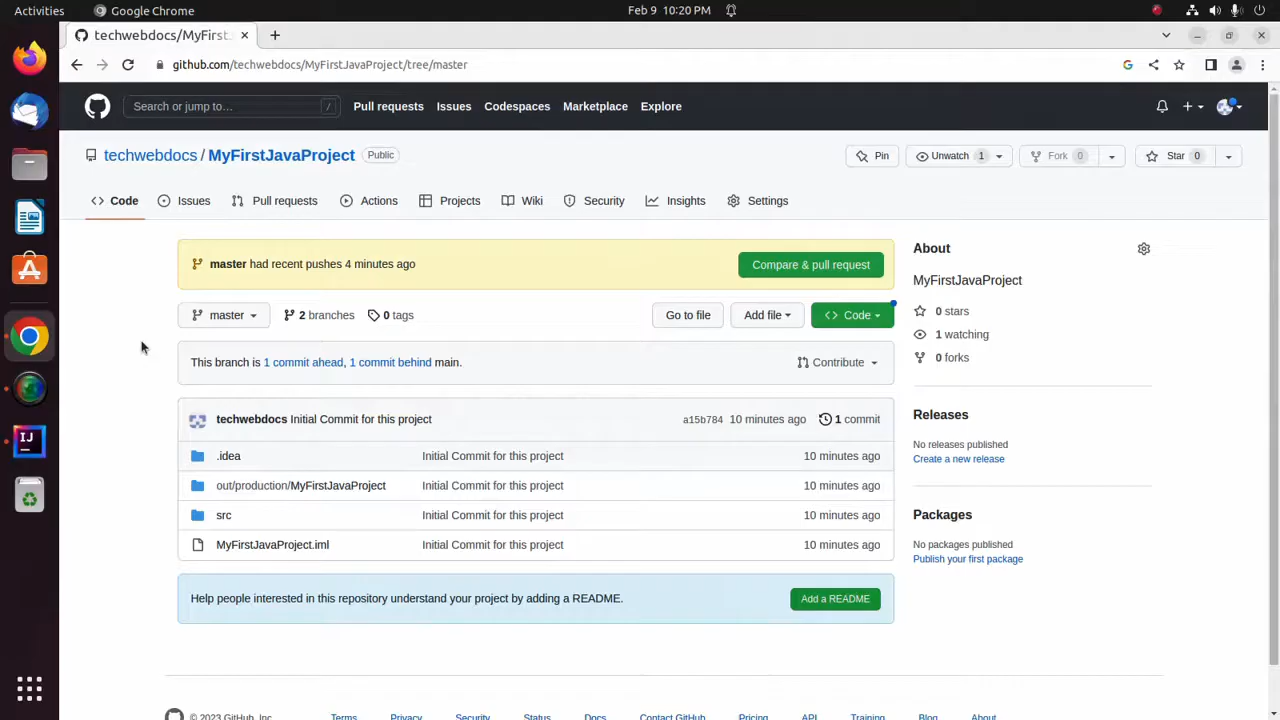 Activities Google Chrome Feb 9 10:20 PM
techwebdocs/MyFirst
github.com/techwebdocs/MyFirstJavaProject/tree/master
Search or jump to… / Pull requests Issues Codespaces Marketplace Explore
techwebdocs / MyFirstJavaProject Public Pin Unwatch 1 Fork 0 Star 0
Code Issues Pull requests Actions Projects Wiki Security Insights Settings
master had recent pushes 4 minutes ago Compare & pull request
master 2 branches 0 tags Go to file Add file Code
This branch is 1 commit ahead, 1 commit behind main. Contribute
techwebdocs Initial Commit for this project a15b784 10 minutes ago 1 commit
.idea Initial Commit for this project 10 minutes ago
out/production/MyFirstJavaProject Initial Commit for this project 10 minutes ago
src Initial Commit for this project 10 minutes ago
MyFirstJavaProject.iml Initial Commit for this project 10 minutes ago
Help people interested in this repository understand your project by adding a README. Add a README
About
MyFirstJavaProject
0 stars
1 watching
0 forks
Releases
No releases published
Create a new release
Packages
No packages published
Publish your first package
IJ
© 2023 GitHub, Inc. Terms Privacy Security Status Docs Contact GitHub Pricing API Training Blog About